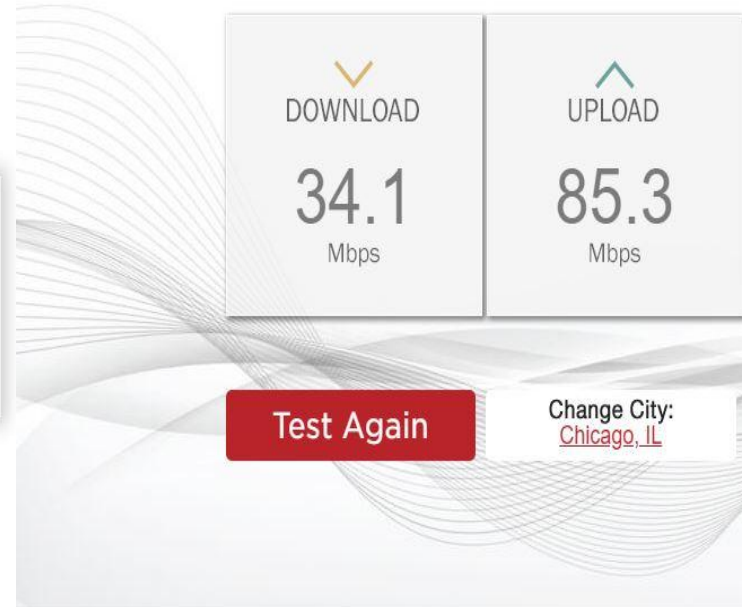 DOWNLOAD
34.1
Mbps
UPLOAD
85.3
Mbps
Test Again
Change City:
Chicago, IL